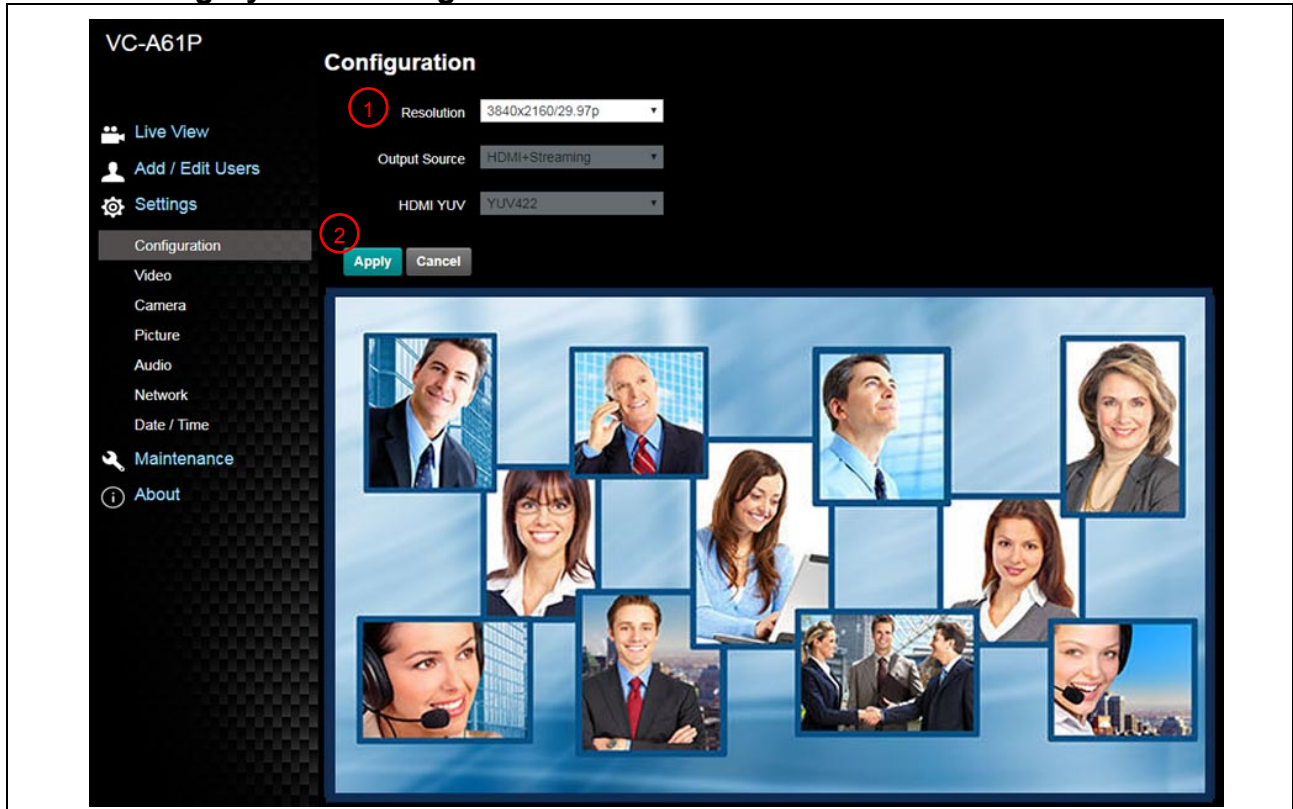 VC-A61P
Configuration
1
Resolution
3840x2160/29.97p
Output Source
HDMI+Streaming
HDMI YUV
YUV422
2
Apply
Cancel
Live View
Add / Edit Users
Settings
Configuration
Video
Camera
Picture
Audio
Network
Date / Time
Maintenance
About